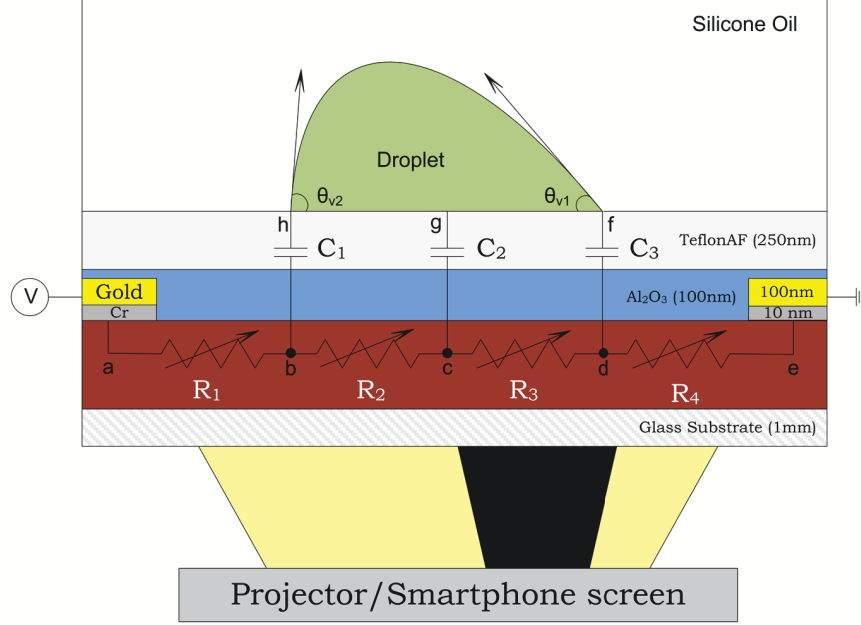 Silicone Oil
Droplet
θv2
θv1
h
g
f
C1
C2
C3
TeflonAF (250nm)
V
Gold
Cr
Al2O3 (100nm)
100nm
10 nm
a
b
c
d
e
R1
R2
R3
R4
Glass Substrate (1mm)
Projector/Smartphone screen